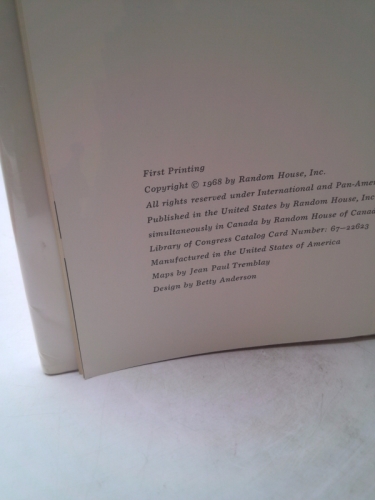 First Printing
Copyright © 1968 by Random House, Inc.
All rights reserved under International and Pan-Amer
Published in the United States by Random House, Inc
simultaneously in Canada by Random House of Canad
Library of Congress Catalog Card Number: 67–22623
Manufactured in the United States of America
Maps by Jean Paul Tremblay
Design by Betty Anderson